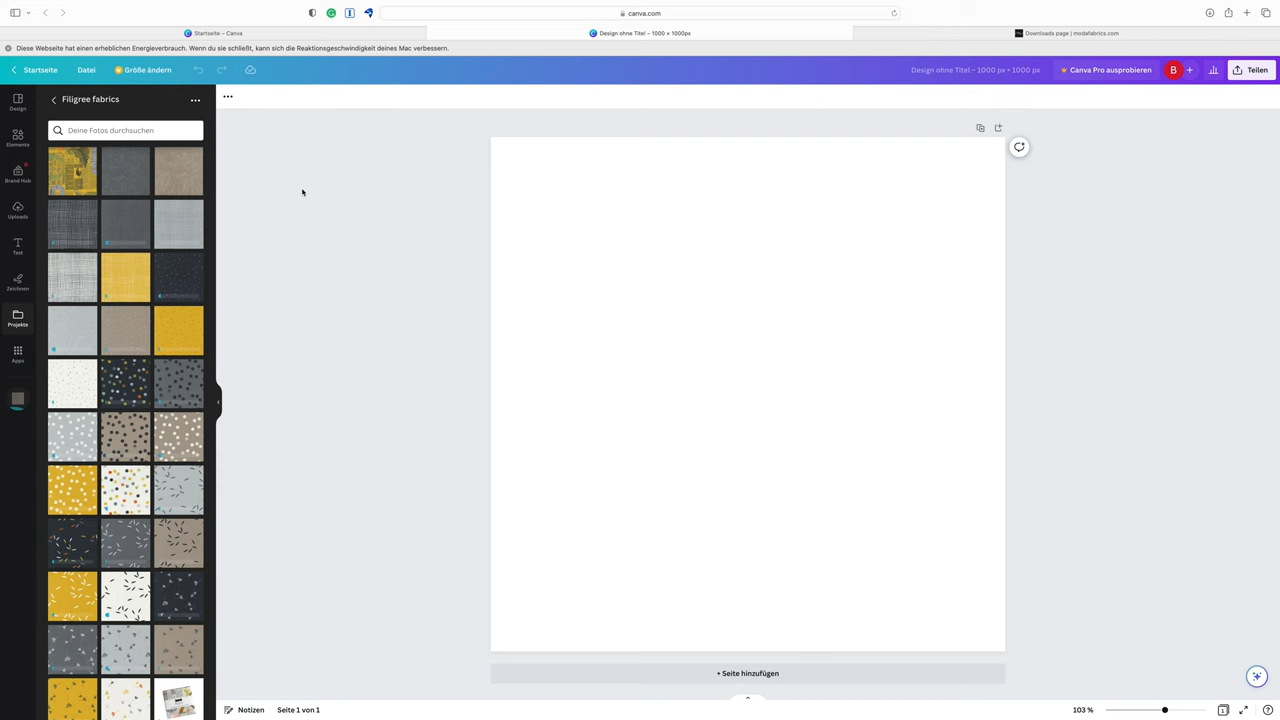 canva.com
Startseite – Canva
Design ohne Titel – 1000 × 1000px
Downloads page | modafabrics.com
Diese Webseite hat einen erheblichen Energieverbrauch. Wenn du sie schließt, kann sich die Reaktionsgeschwindigkeit deines Mac verbessern.
Startseite
Datei
Größe ändern
Design ohne Titel – 1000 px × 1000 px
Canva Pro ausprobieren
B
Teilen
Design
Elemente
Brand Hub
Uploads
Text
Zeichnen
Projekte
Apps
Filigree fabrics
Deine Fotos durchsuchen
+ Seite hinzufügen
Notizen
Seite 1 von 1
103 %
1